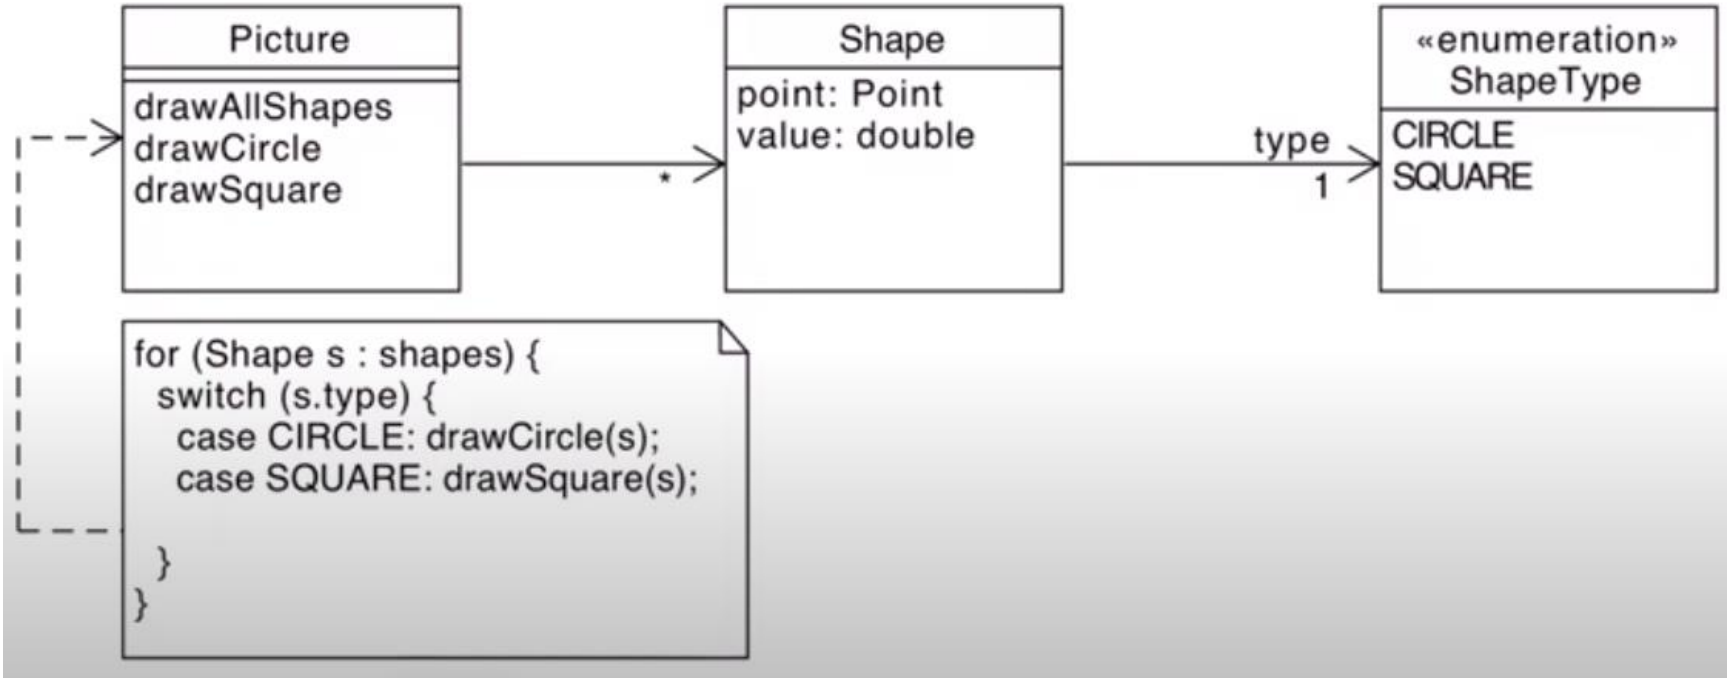 Picture
drawAllShapes
drawCircle
drawSquare
*
Shape
point: Point
value: double
type
1
«enumeration»
ShapeType
CIRCLE
SQUARE
for (Shape s : shapes) {
switch (s.type) {
case CIRCLE: drawCircle(s);
case SQUARE: drawSquare(s);
}
}